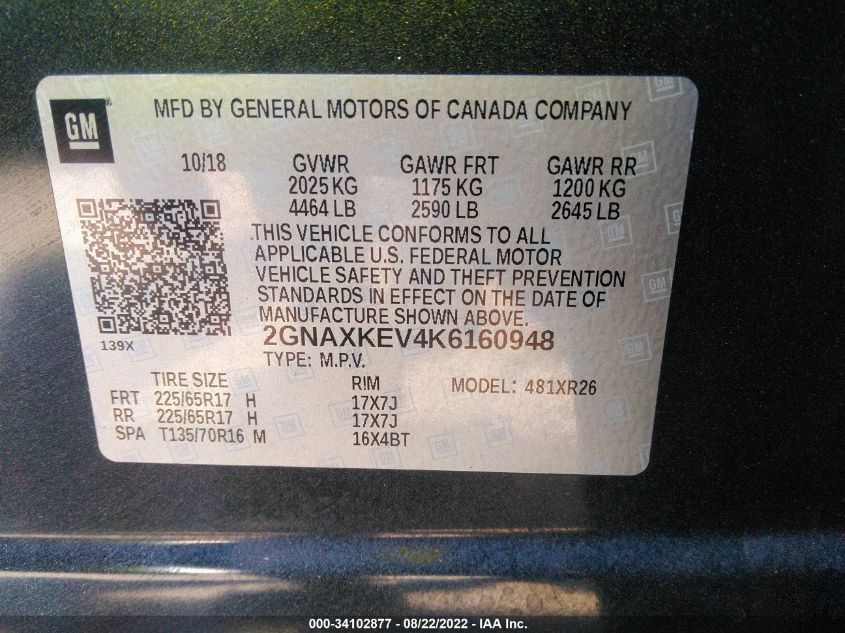 GM®
MFD BY GENERAL MOTORS OF CANADA COMPANY
10/18 GVWR GAWR FRT GAWR RR
2025 KG 1175 KG 1200 KG
4464 LB 2590 LB 2645 LB
THIS VEHICLE CONFORMS TO ALL
APPLICABLE U.S. FEDERAL MOTOR
VEHICLE SAFETY AND THEFT PREVENTION
STANDARDS IN EFFECT ON THE DATE OF
MANUFACTURE SHOWN ABOVE.
139X
2GNAXKEV4K6160948
TYPE: M.P.V.
TIRE SIZE RIM MODEL: 481XR26
FRT 225/65R17 H 17X7J
RR 225/65R17 H 17X7J
SPA T135/70R16 M 16X4BT
000-34102877 - 08/22/2022 - IAA Inc.